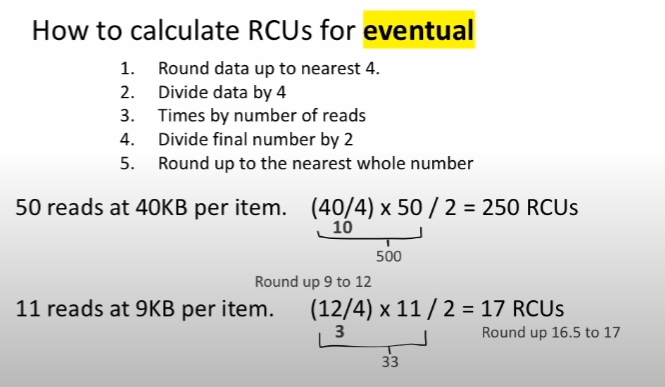 How to calculate RCUs for eventual
1. Round data up to nearest 4.
2. Divide data by 4
3. Times by number of reads
4. Divide final number by 2
5. Round up to the nearest whole number
50 reads at 40KB per item. (40/4) x 50 / 2 = 250 RCUs
10
500
Round up 9 to 12
11 reads at 9KB per item. (12/4) x 11 / 2 = 17 RCUs
3 Round up 16.5 to 17
33